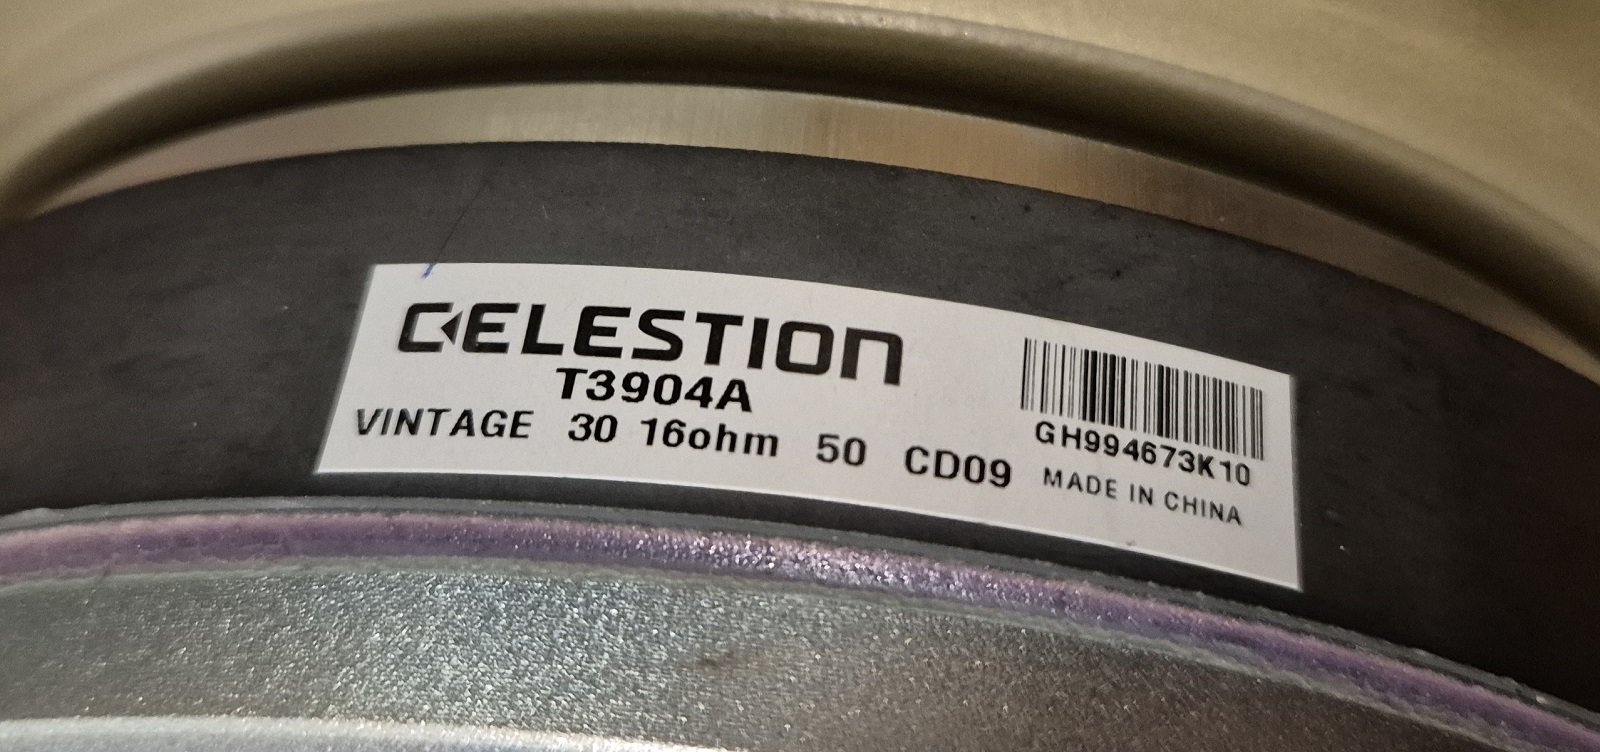 CELESTION
T3904A
VINTAGE 30 16ohm 50 CD09
GH994673K10
MADE IN CHINA